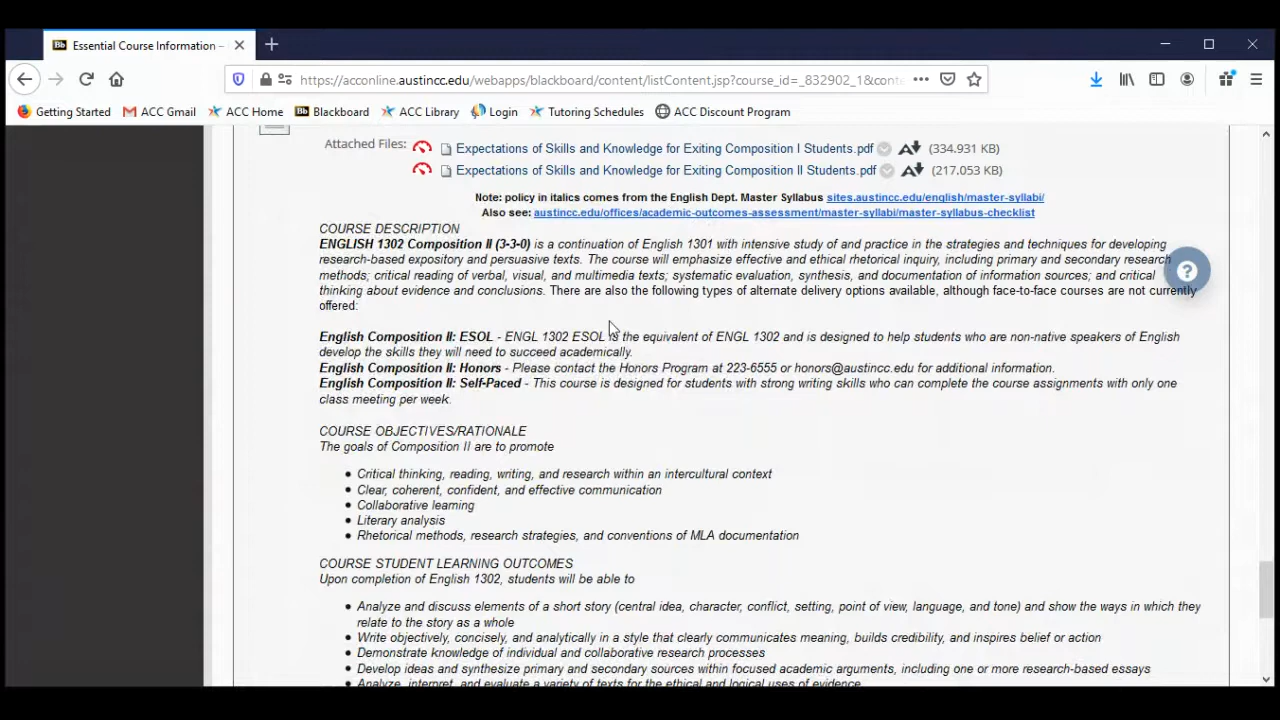 Essential Course Information –
https://acconline.austincc.edu/webapps/blackboard/content/listContent.jsp?course_id=_832902_1&cont
Getting Started
ACC Gmail
ACC Home
Bb
Blackboard
ACC Library
Login
Tutoring Schedules
ACC Discount Program
Attached Files:
Expectations of Skills and Knowledge for Exiting Composition I Students.pdf
(334.931 KB)
Expectations of Skills and Knowledge for Exiting Composition II Students.pdf
(217.053 KB)
Note: policy in italics comes from the English Dept. Master Syllabus sites.austincc.edu/english/master-syllabi/
Also see: austincc.edu/offices/academic-outcomes-assessment/master-syllabi/master-syllabus-checklist
COURSE DESCRIPTION
ENGLISH 1302 Composition II (3-3-0) is a continuation of English 1301 with intensive study of and practice in the strategies and techniques for developing
research-based expository and persuasive texts. The course will emphasize effective and ethical rhetorical inquiry, including primary and secondary research
methods; critical reading of verbal, visual, and multimedia texts; systematic evaluation, synthesis, and documentation of information sources; and critical
thinking about evidence and conclusions. There are also the following types of alternate delivery options available, although face-to-face courses are not currently
offered:
English Composition II: ESOL - ENGL 1302 ESOL is the equivalent of ENGL 1302 and is designed to help students who are non-native speakers of English
develop the skills they will need to succeed academically.
English Composition II: Honors - Please contact the Honors Program at 223-6555 or honors@austincc.edu for additional information.
English Composition II: Self-Paced - This course is designed for students with strong writing skills who can complete the course assignments with only one
class meeting per week.
COURSE OBJECTIVES/RATIONALE
The goals of Composition II are to promote
• Critical thinking, reading, writing, and research within an intercultural context
• Clear, coherent, confident, and effective communication
• Collaborative learning
• Literary analysis
• Rhetorical methods, research strategies, and conventions of MLA documentation
COURSE STUDENT LEARNING OUTCOMES
Upon completion of English 1302, students will be able to
• Analyze and discuss elements of a short story (central idea, character, conflict, setting, point of view, language, and tone) and show the ways in which they
relate to the story as a whole
• Write objectively, concisely, and analytically in a style that clearly communicates meaning, builds credibility, and inspires belief or action
• Demonstrate knowledge of individual and collaborative research processes
• Develop ideas and synthesize primary and secondary sources within focused academic arguments, including one or more research-based essays
• Analyze, interpret, and evaluate a variety of texts for the ethical and logical uses of evidence